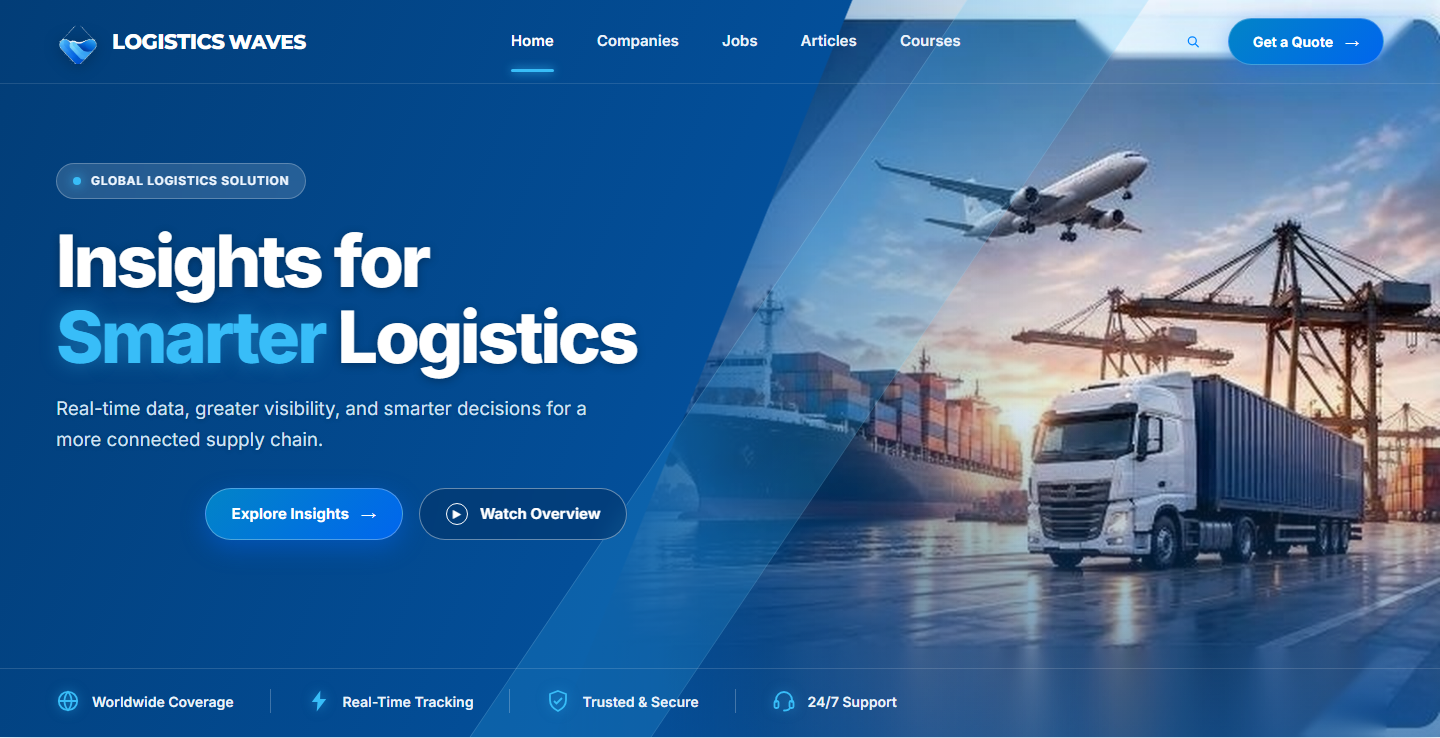 LOGISTICS WAVES
Home
Companies
Jobs
Articles
Courses
Get a Quote →
GLOBAL LOGISTICS SOLUTION
Insights for
Smarter Logistics
Real-time data, greater visibility, and smarter decisions for a
more connected supply chain.
Explore Insights →
Watch Overview
Worldwide Coverage
Real-Time Tracking
Trusted & Secure
24/7 Support